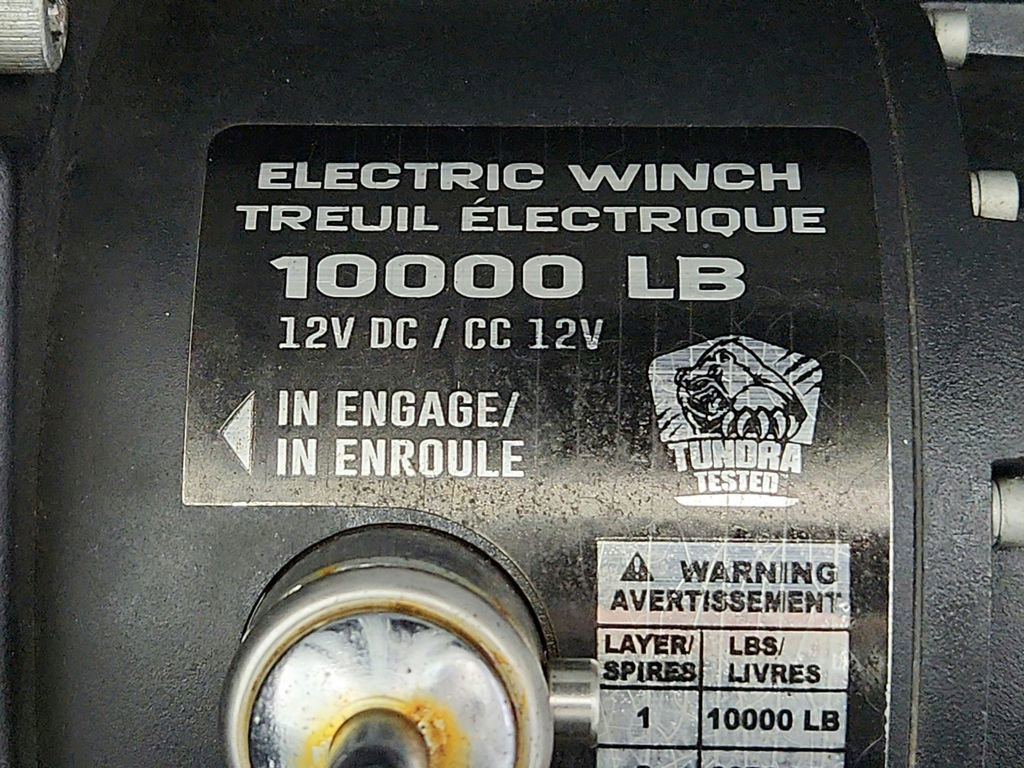 ELECTRIC WINCH
TREUIL ÉLECTRIQUE
10000 LB
12V DC / CC 12V
IN ENGAGE/
IN ENROULE
TUNDRA
TESTED
WARNING
AVERTISSEMENT
LAYER/ LBS/
SPIRES LIVRES
1 10000 LB